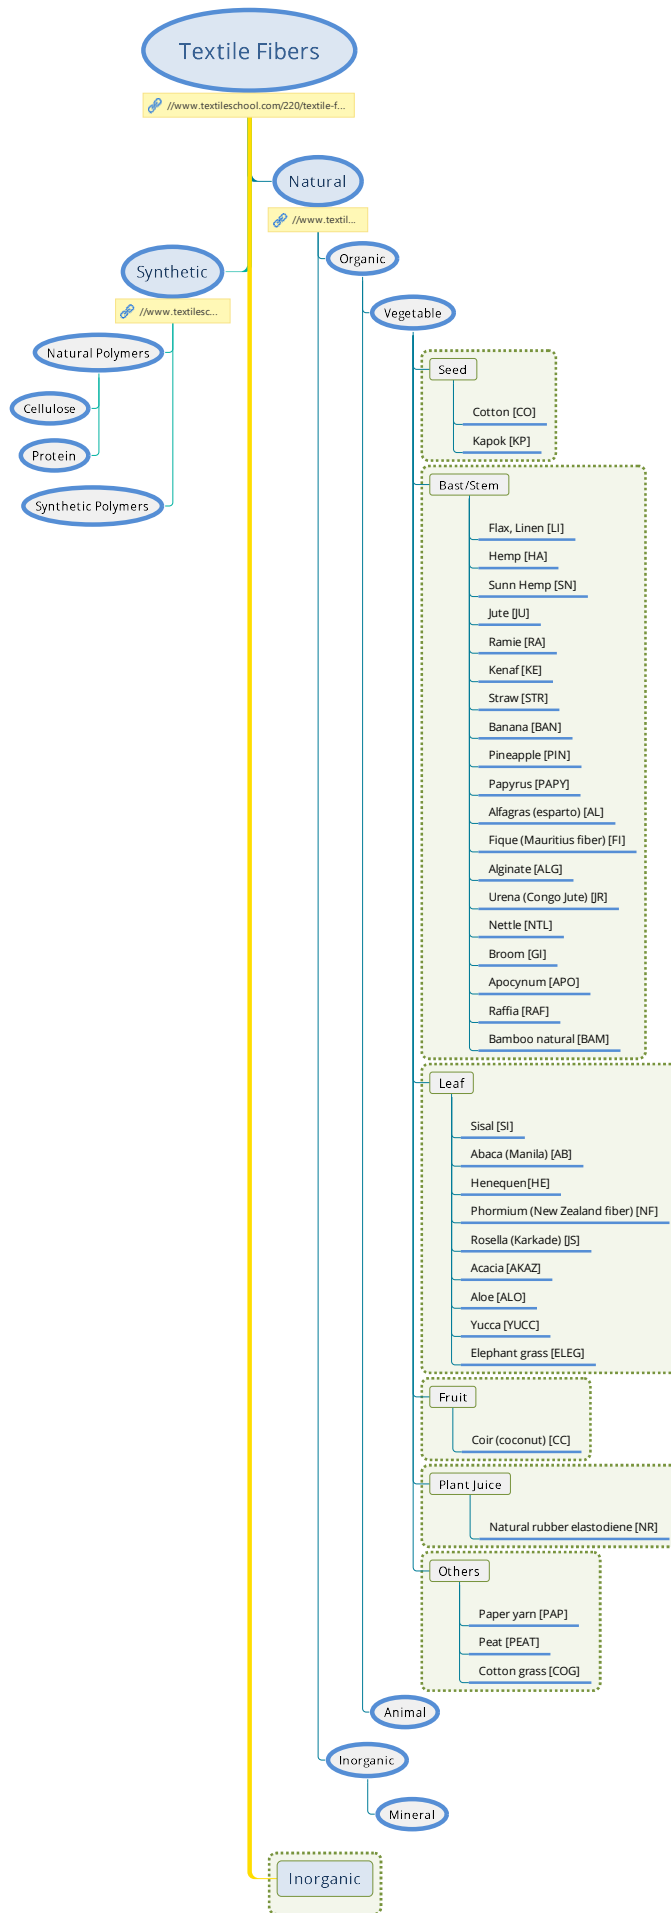 Textile Fibers
//www.textileschool.com/220/textile-f...
Natural
//www.textil...
Organic
Synthetic
//www.textilesc...
Natural Polymers
Cellulose
Protein
Synthetic Polymers
Vegetable
Seed
Cotton [CO]
Kapok [KP]
Bast/Stem
Flax, Linen [LI]
Hemp [HA]
Sunn Hemp [SN]
Jute [JU]
Ramie [RA]
Kenaf [KE]
Straw [STR]
Banana [BAN]
Pineapple [PIN]
Papyrus [PAPY]
Alfagras (esparto) [AL]
Fique (Mauritius fiber) [FI]
Alginate [ALG]
Urena (Congo Jute) [JR]
Nettle [NTL]
Broom [GI]
Apocynum [APO]
Raffia [RAF]
Bamboo natural [BAM]
Leaf
Sisal [SI]
Abaca (Manila) [AB]
Henequen[HE]
Phormium (New Zealand fiber) [NF]
Rosella (Karkade) [JS]
Acacia [AKAZ]
Aloe [ALO]
Yucca [YUCC]
Elephant grass [ELEG]
Fruit
Coir (coconut) [CC]
Plant Juice
Natural rubber elastodiene [NR]
Others
Paper yarn [PAP]
Peat [PEAT]
Cotton grass [COG]
Animal
Inorganic
Mineral
Inorganic